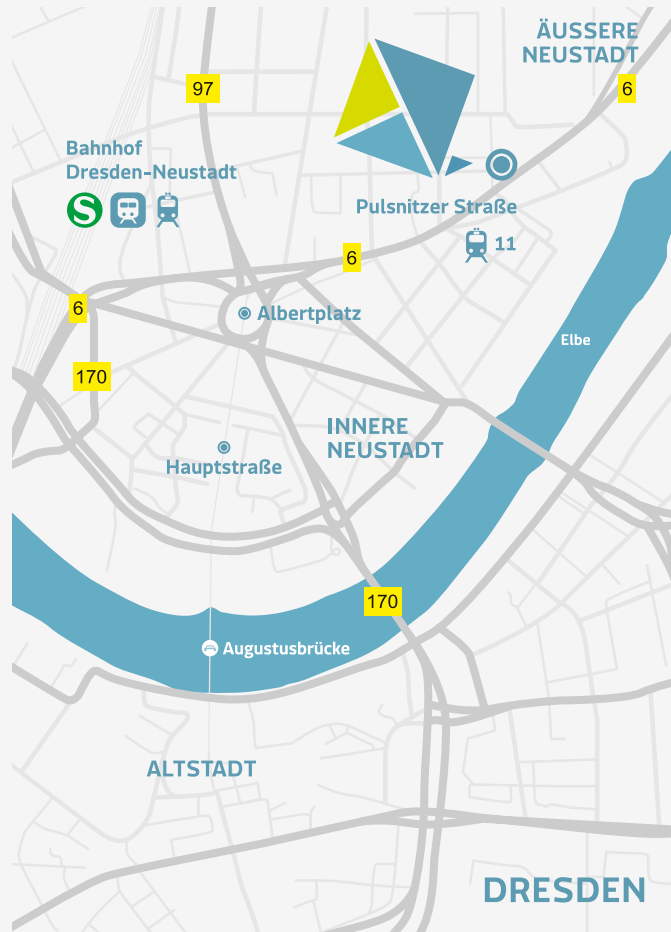 ÄUSSERE
NEUSTADT
97
6
Bahnhof
Dresden-Neustadt
S
Pulsnitzer Straße
11
6
6
Albertplatz
Elbe
170
INNERE
NEUSTADT
Hauptstraße
170
Augustusbrücke
ALTSTADT
DRESDEN